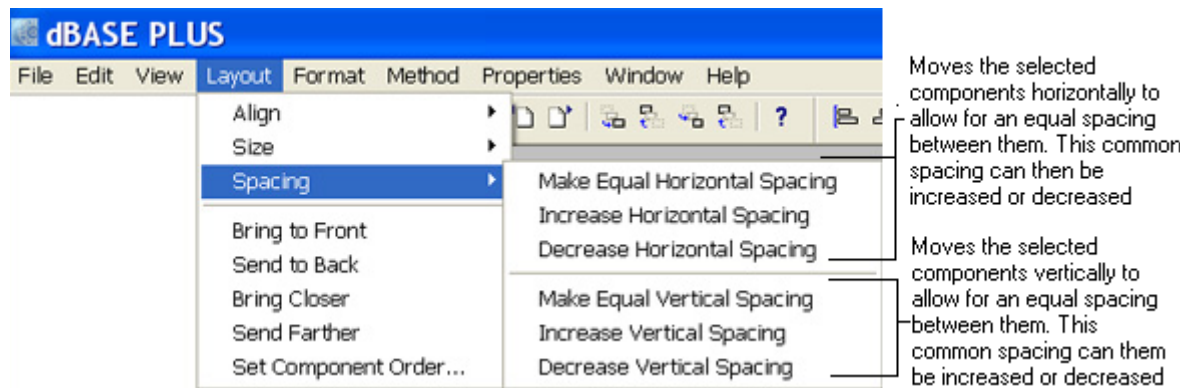 dBASE PLUS
File Edit View Layout Format Method Properties Window Help
Align
Size
Spacing
Bring to Front
Send to Back
Bring Closer
Send Farther
Set Component Order...
?
Make Equal Horizontal Spacing
Increase Horizontal Spacing
Decrease Horizontal Spacing
Make Equal Vertical Spacing
Increase Vertical Spacing
Decrease Vertical Spacing
Moves the selected
components horizontally to
allow for an equal spacing
between them. This common
spacing can then be
increased or decreased
Moves the selected
components vertically to
allow for an equal spacing
between them. This
common spacing can them
be increased or decreased